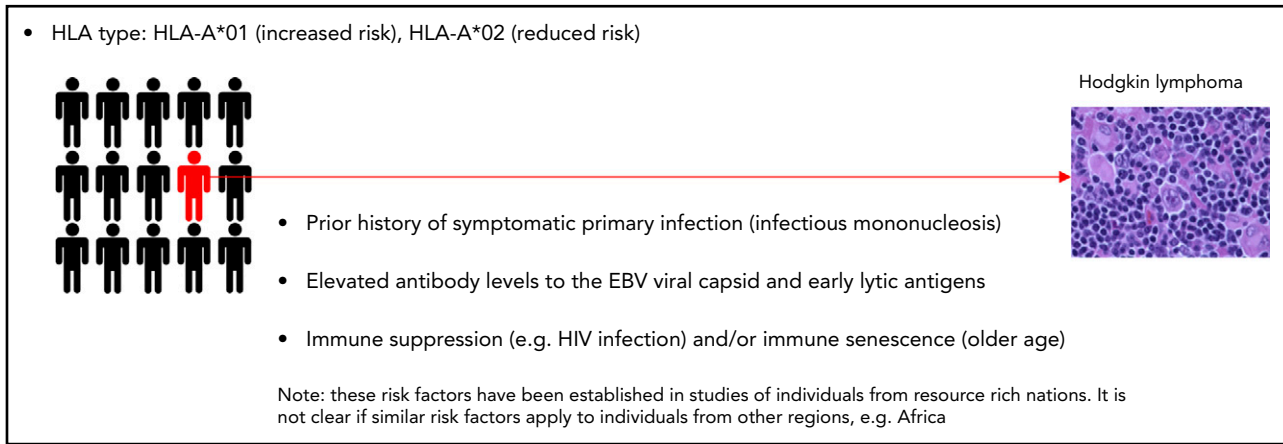 • HLA type: HLA-A*01 (increased risk), HLA-A*02 (reduced risk)
Hodgkin lymphoma
• Prior history of symptomatic primary infection (infectious mononucleosis)
• Elevated antibody levels to the EBV viral capsid and early lytic antigens
• Immune suppression (e.g. HIV infection) and/or immune senescence (older age)
Note: these risk factors have been established in studies of individuals from resource rich nations. It is
not clear if similar risk factors apply to individuals from other regions, e.g. Africa